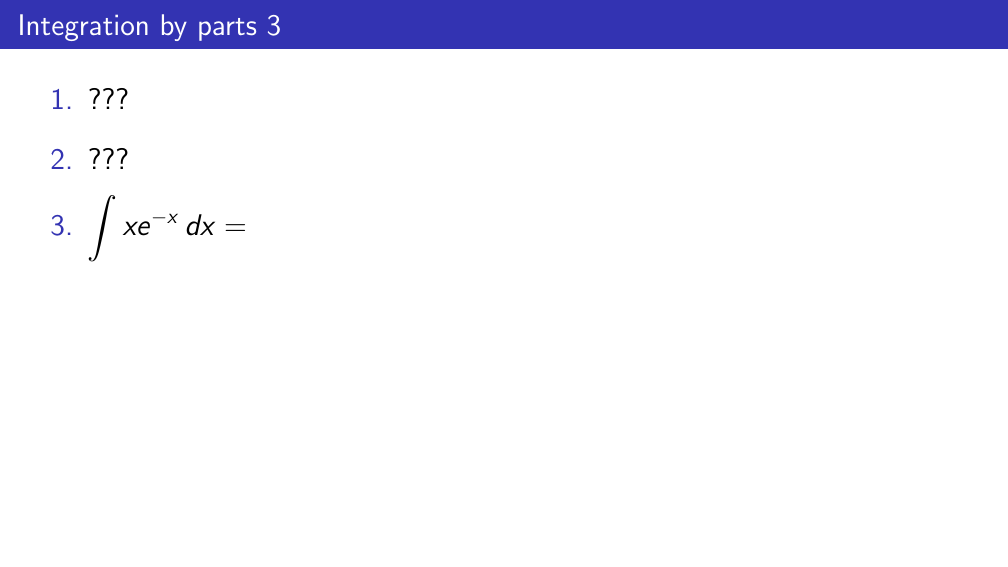 Integration by parts 3
1. ???
2. ???
3. ∫ xe⁻ˣ dx =